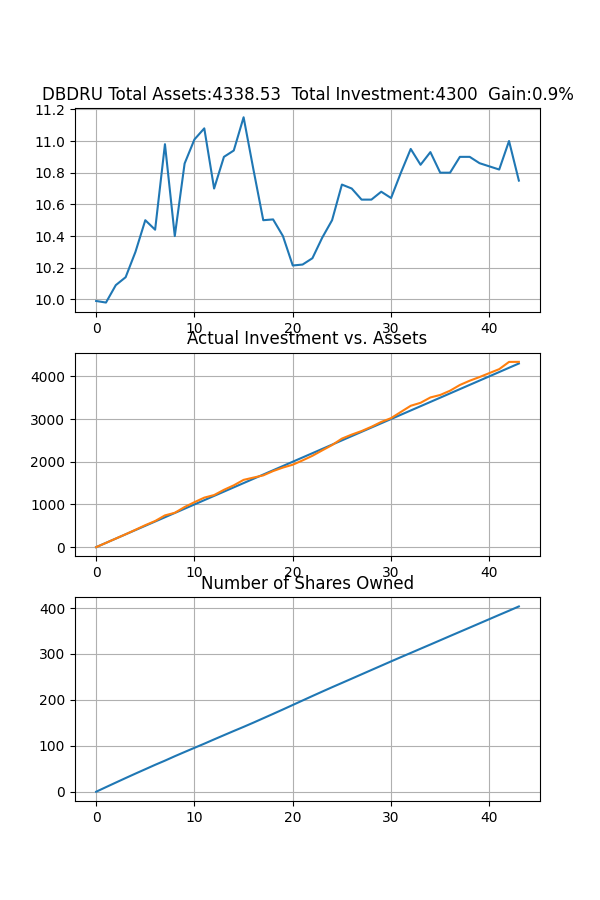 DBDRU Total Assets:4338.53  Total Investment:4300  Gain:0.9%
11.2
11.0
10.8
10.6
10.4
10.2
10.0
0 10 20 30 40
Actual Investment vs. Assets
4000
3000
2000
1000
0
0 10 20 30 40
Number of Shares Owned
400
300
200
100
0
0 10 20 30 40